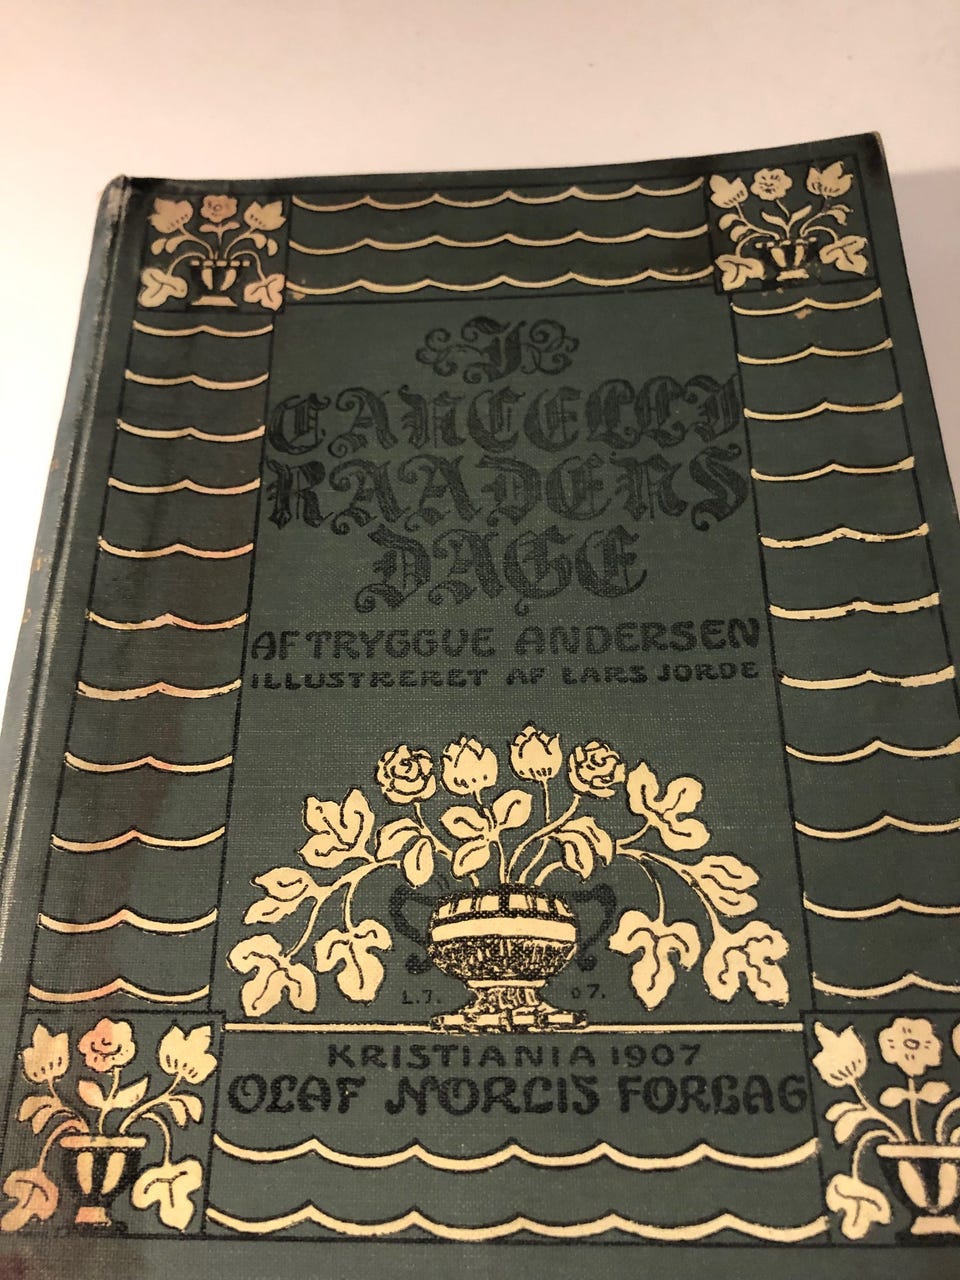 I
CANCELLI
RAADENS
DAGE
AF TRYGGVE ANDERSEN
ILLUSTRERET AF LARS JORDE
L.J. 07.
KRISTIANIA 1907
OLAF NORLIS FORLAG